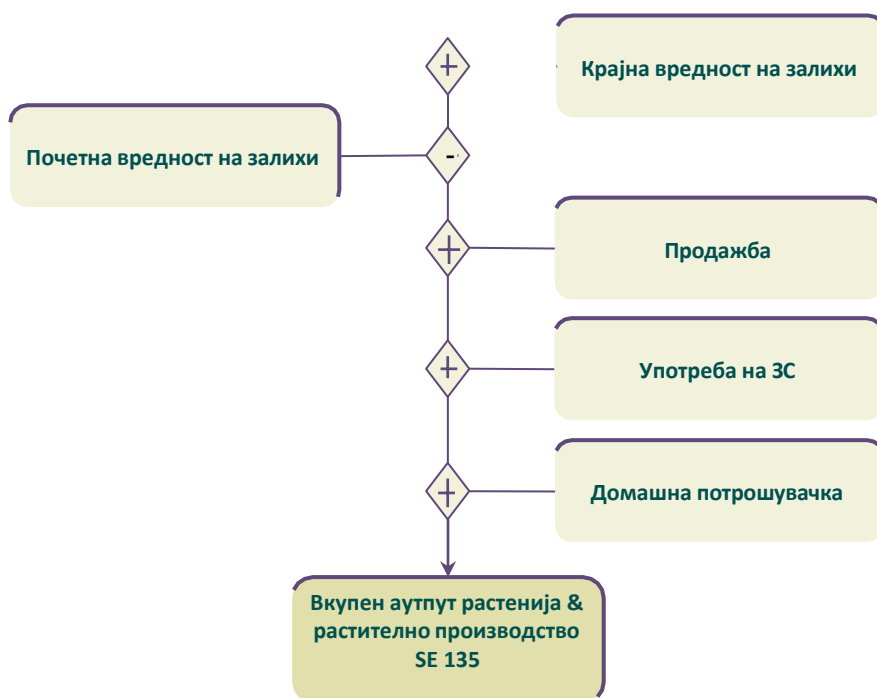 +
Крајна вредност на залихи
Почетна вредност на залихи
-
+
Продажба
+
Употреба на ЗС
+
Домашна потрошувачка
Вкупен аутпут растенија &
растително производство
SE 135